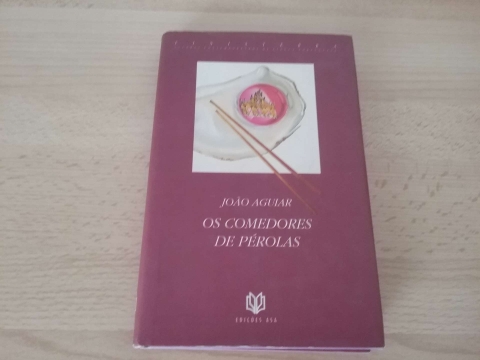 JOÃO AGUIAR
OS COMEDORES
DE PÉROLAS
EDIÇÕES ASA